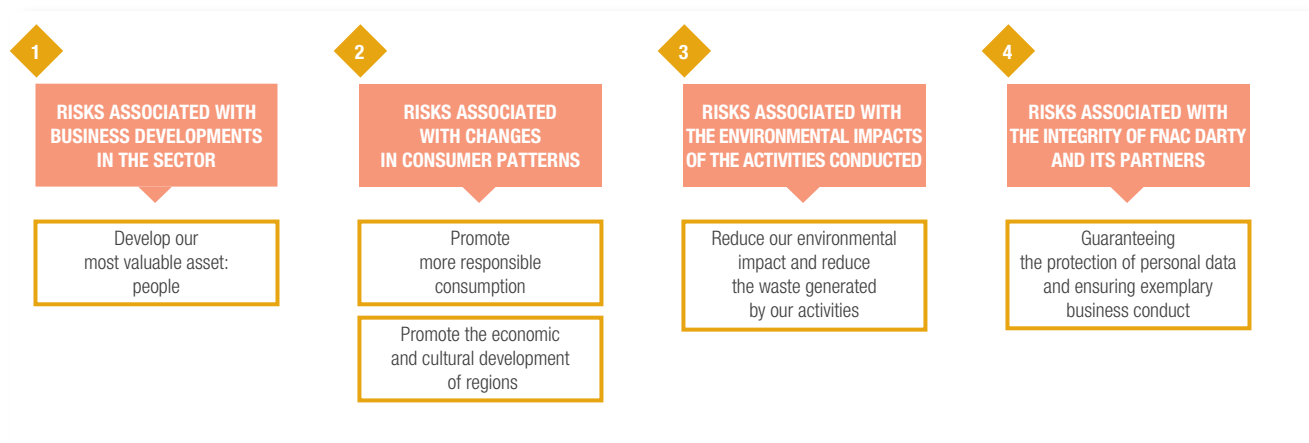 1
RISKS ASSOCIATED WITH
BUSINESS DEVELOPMENTS
IN THE SECTOR
Develop our
most valuable asset:
people
2
RISKS ASSOCIATED
WITH CHANGES
IN CONSUMER PATTERNS
Promote
more responsible
consumption
Promote the economic
and cultural development
of regions
3
RISKS ASSOCIATED WITH
THE ENVIRONMENTAL IMPACTS
OF THE ACTIVITIES CONDUCTED
Reduce our environmental
impact and reduce
the waste generated
by our activities
4
RISKS ASSOCIATED WITH
THE INTEGRITY OF FNAC DARTY
AND ITS PARTNERS
Guaranteeing
the protection of personal data
and ensuring exemplary
business conduct